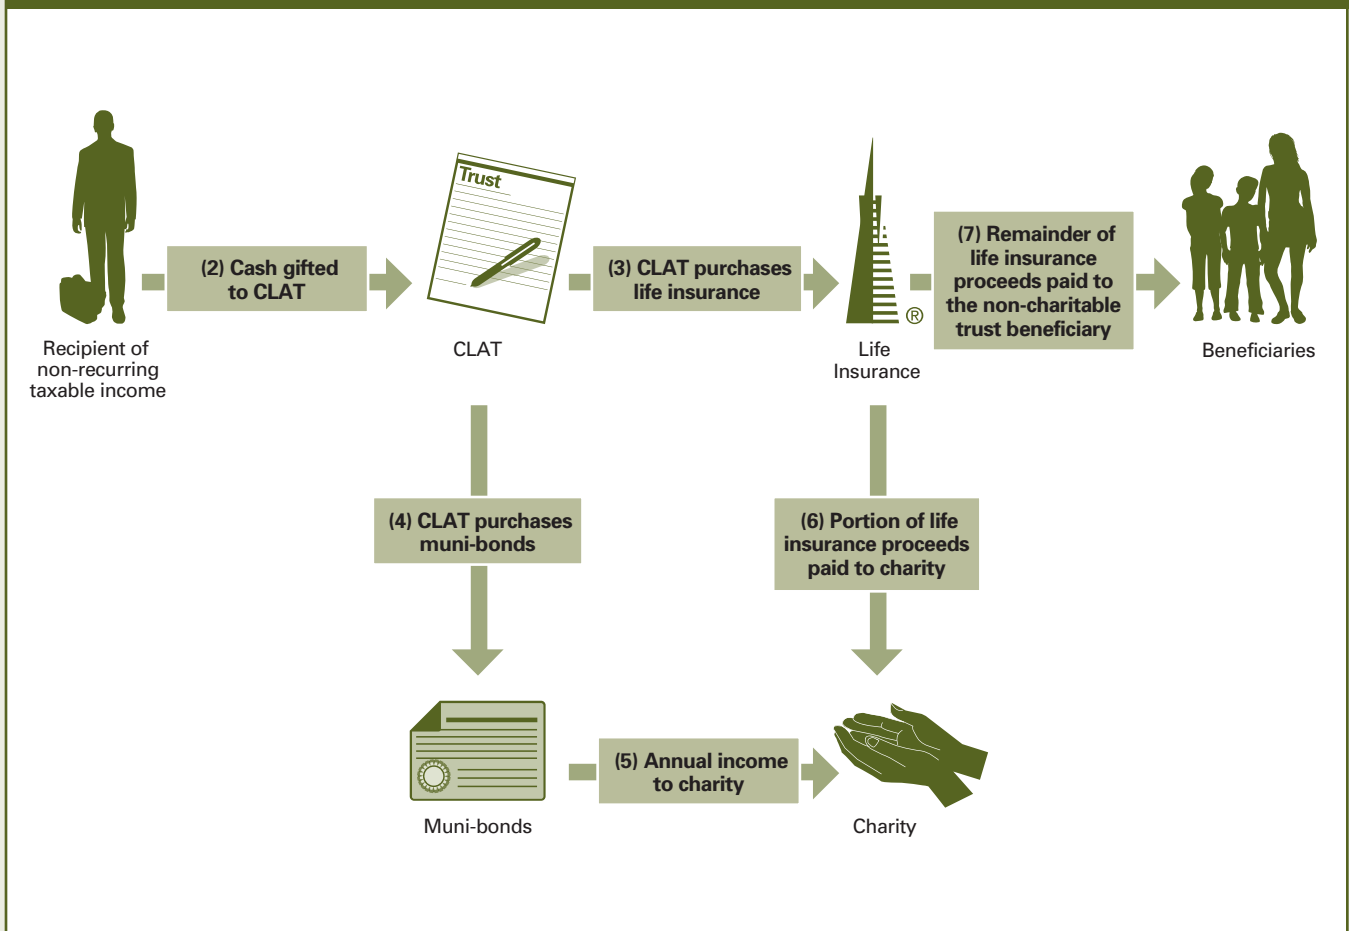 Trust
(2) Cash gifted
to CLAT
(3) CLAT purchases
life insurance
(7) Remainder of
life insurance
proceeds paid to
the non-charitable
trust beneficiary
®
Recipient of
non-recurring
taxable income
CLAT
Life
Insurance
Beneficiaries
(4) CLAT purchases
muni-bonds
(6) Portion of life
insurance proceeds
paid to charity
(5) Annual income
to charity
Muni-bonds
Charity